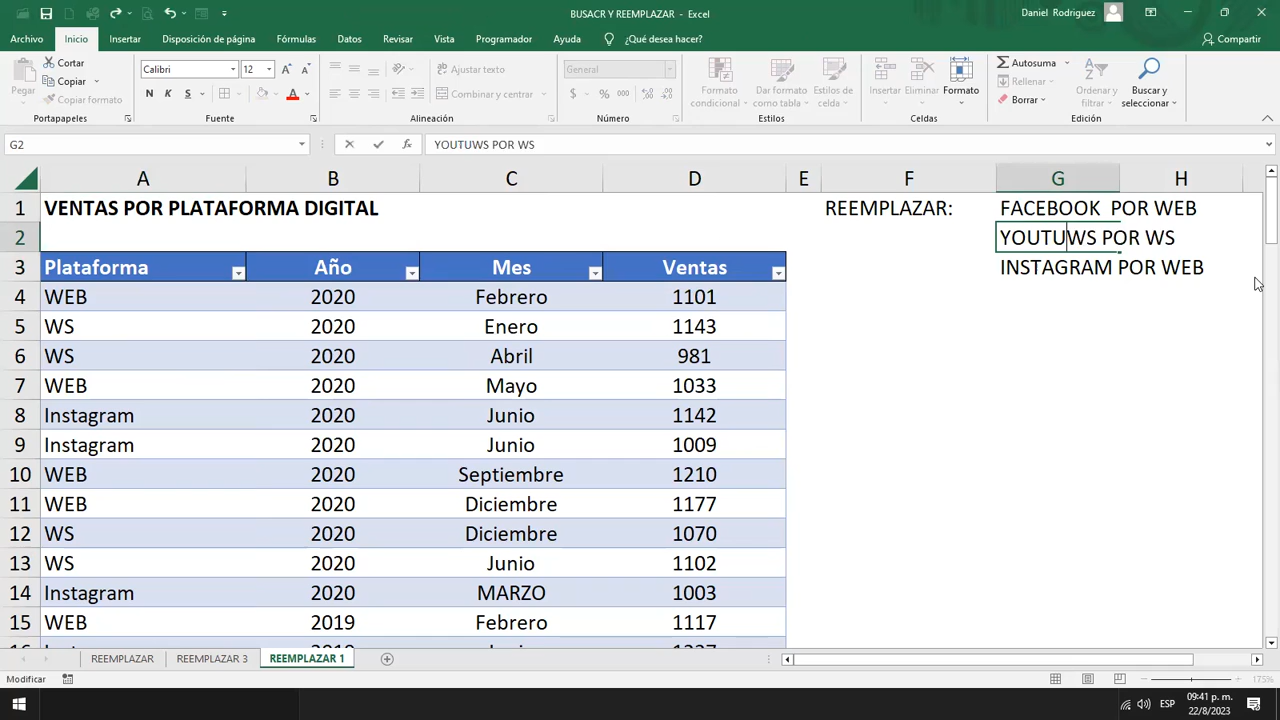 BUSACR Y REEMPLAZAR - Excel
Daniel Rodriguez
Archivo Inicio Insertar Disposición de página Fórmulas Datos Revisar Vista Programador Ayuda ¿Qué desea hacer? Compartir
Pegar
Cortar
Copiar
Copiar formato
Portapapeles
Calibri 12
N K S
Fuente
Ajustar texto
Combinar y centrar
Alineación
General
$ % 000
Número
Formato condicional
Dar formato como tabla
Estilos de celda
Estilos
Insertar Eliminar Formato
Celdas
Autosuma
Rellenar
Borrar
Ordenar y filtrar
Buscar y seleccionar
Edición
G2 fx YOUTUWS POR WS
A B C D E F G H
1 VENTAS POR PLATAFORMA DIGITAL REEMPLAZAR: FACEBOOK  POR WEB
2 YOUTUWS POR WS
3 Plataforma Año Mes Ventas INSTAGRAM POR WEB
4 WEB 2020 Febrero 1101
5 WS 2020 Enero 1143
6 WS 2020 Abril 981
7 WEB 2020 Mayo 1033
8 Instagram 2020 Junio 1142
9 Instagram 2020 Junio 1009
10 WEB 2020 Septiembre 1210
11 WEB 2020 Diciembre 1177
12 WS 2020 Diciembre 1070
13 WS 2020 Junio 1102
14 Instagram 2020 MARZO 1003
15 WEB 2019 Febrero 1117
REEMPLAZAR REEMPLAZAR 3 REEMPLAZAR 1
Modificar 175%
ESP
09:41 p. m.
22/8/2023